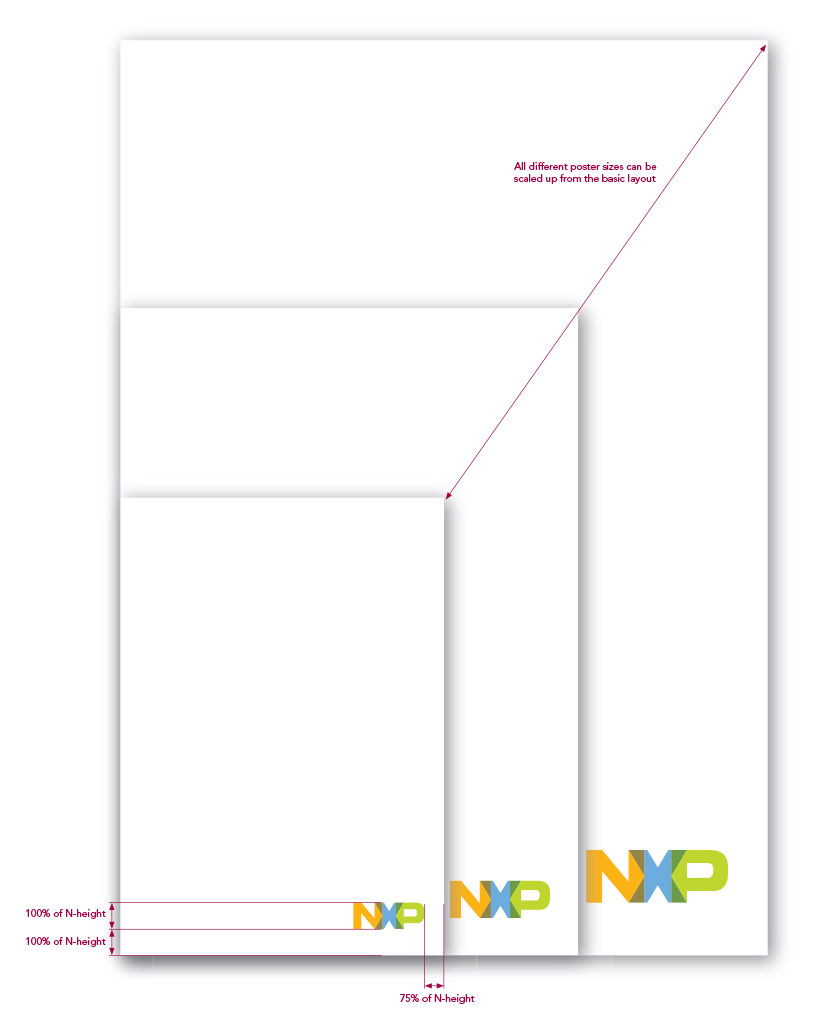 All different poster sizes can be
scaled up from the basic layout
NXP
NXP
NXP
100% of N-height
100% of N-height
75% of N-height